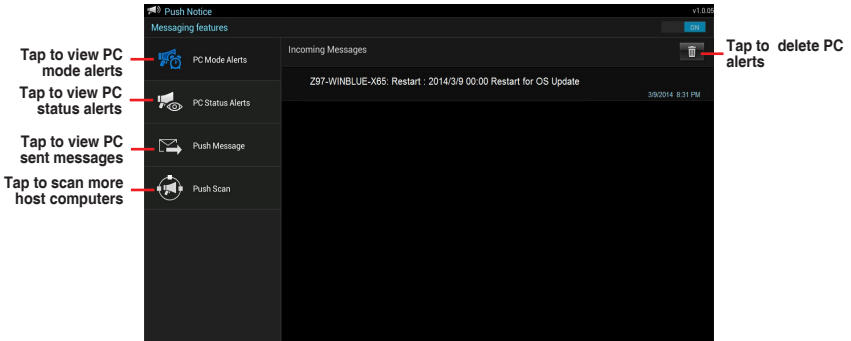 Push Notice
v1.0.05
Messaging features
ON
Tap to view PC
mode alerts
PC Mode Alerts
Incoming Messages
Tap to delete PC
alerts
Z97-WINBLUE-X65: Restart : 2014/3/9 00:00 Restart for OS Update
3/9/2014 8:31 PM
Tap to view PC
status alerts
PC Status Alerts
Tap to view PC
sent messages
Push Message
Tap to scan more
host computers
Push Scan